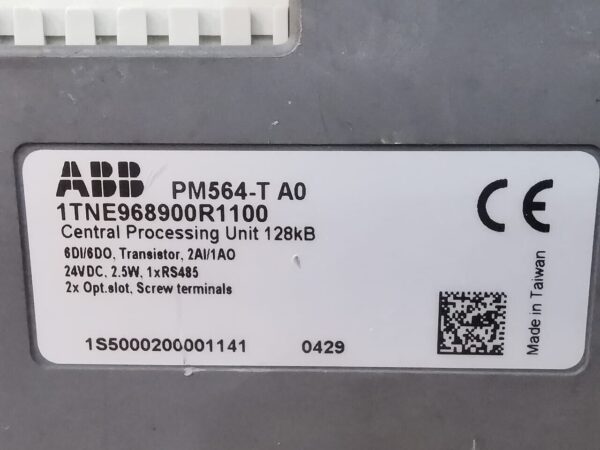 ABB PM564-T A0
1TNE968900R1100
Central Processing Unit 128kB
6DI/6DO, Transistor, 2AI/1AO
24VDC, 2.5W, 1xRS485
2x Opt.slot, Screw terminals
1S5000200001141 0429
CE
Made in Taiwan